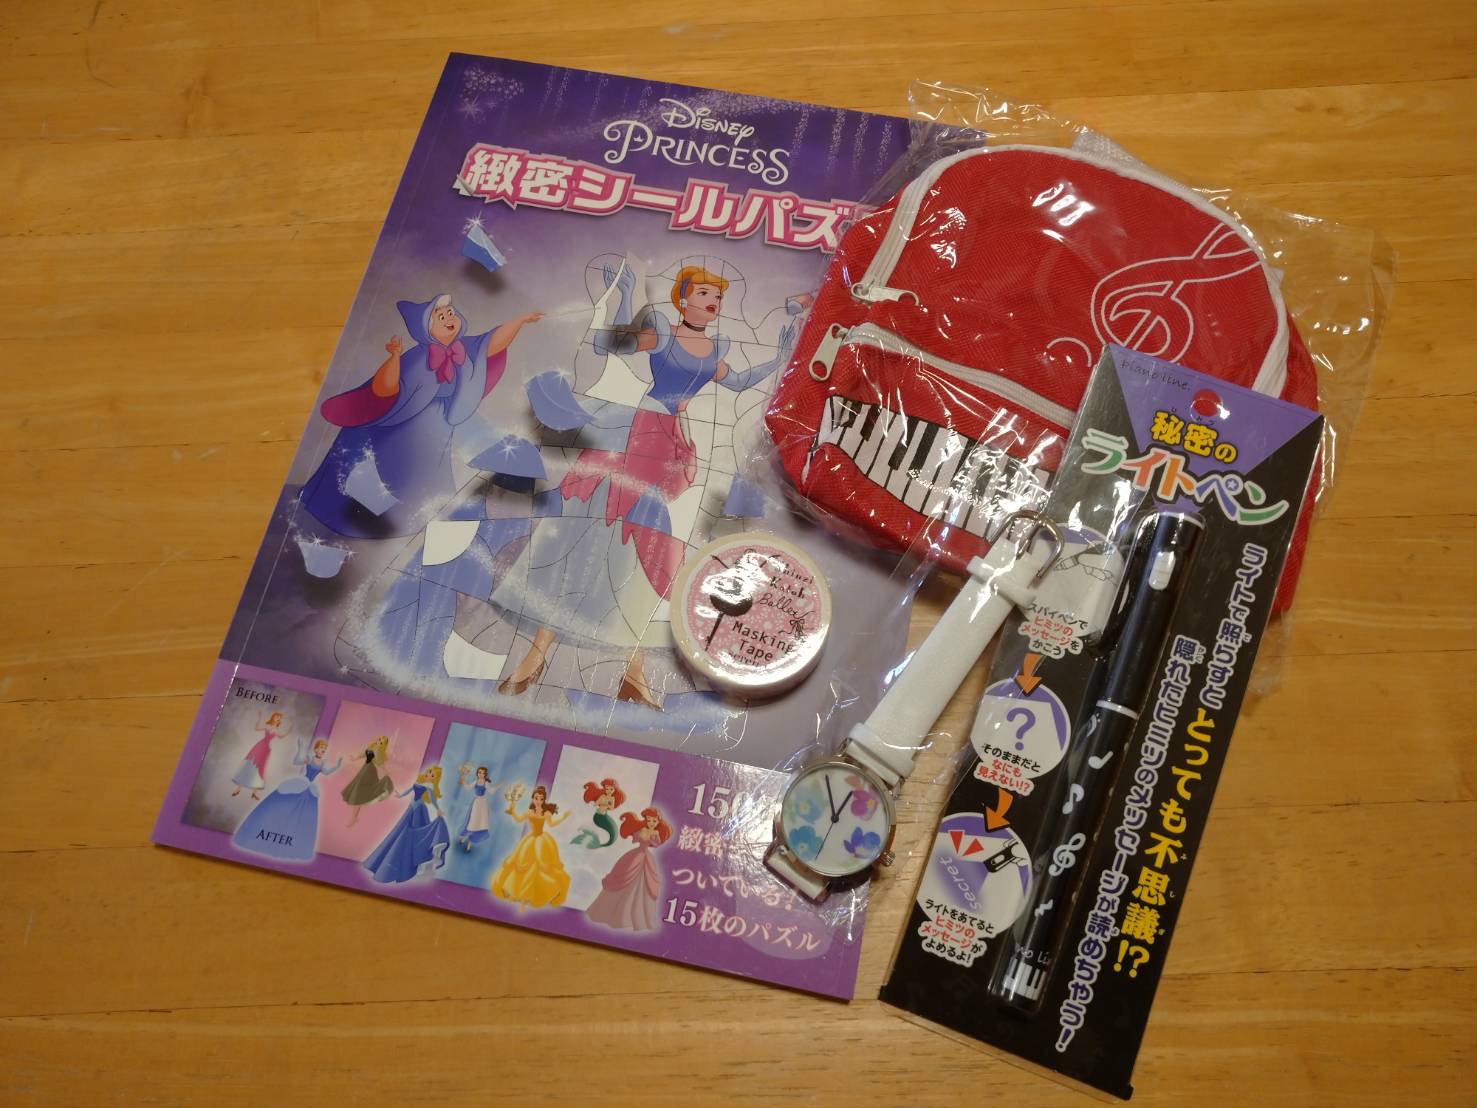 Disney
PRINCESS
緻密シールパズ
BEFORE
AFTER
緻密
ついている!
15枚のパズル
Shinzi
Katoh
Ballet
Masking
Tape
Piano line.
秘密の
ライトペン
ライトで照らすと
とっても不思議!?
隠れたヒミツのメッセージが読めちゃう!
スパイペンで
ヒミツの
メッセージを
かこう
?
そのままだと
なにも
見えない!?
secret
ライトをあてると
ヒミツの
メッセージが
よめるよ!